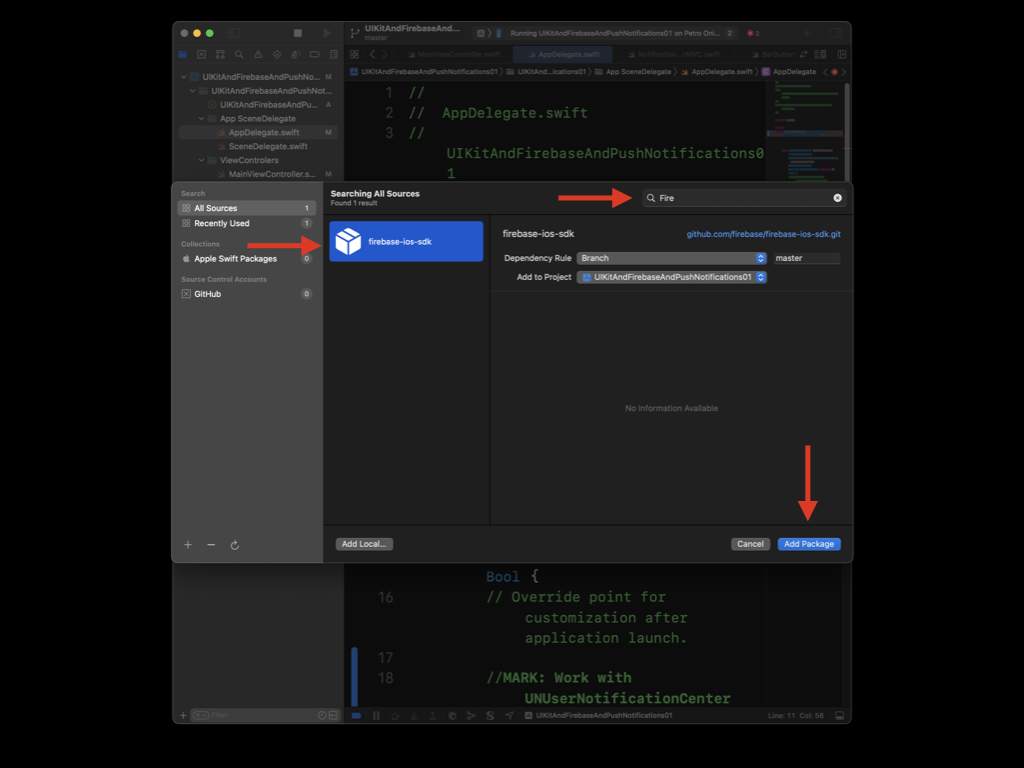 UIKitAndFirebaseAnd...
master
Running UIKitAndFirebaseAndPushNotifications01 on Petro Oni...
2
2
MainViewController.swift
AppDelegate.swift
UIKitAndFirebaseAndPushNotifications01
UIKitAnd...ications01
App SceneDelegate
AppDelegate.swift
AppDelegate
UIKitAndFirebaseAndPushNo...
M
UIKitAndFirebaseAndPushNot...
UIKitAndFirebaseAndPu...
A
App SceneDelegate
AppDelegate.swift
M
SceneDelegate.swift
ViewControlers
MainViewController.s...
M
1 //
2 // AppDelegate.swift
3 //
UIKitAndFirebaseAndPushNotifications0
1
Search
All Sources
1
Recently Used
1
Collections
Apple Swift Packages
0
Source Control Accounts
GitHub
0
Searching All Sources
Found 1 result
Fire
firebase-ios-sdk
firebase-ios-sdk
github.com/firebase/firebase-ios-sdk.git
Dependency Rule
Branch
master
Add to Project
UIKitAndFirebaseAndPushNotifications01
No Information Available
Add Local...
Cancel
Add Package
Bool {
16 // Override point for
customization after
application launch.
17
18 //MARK: Work with
UNUserNotificationCenter
Filter
UIKitAndFirebaseAndPushNotifications01
Line: 11 Col: 56